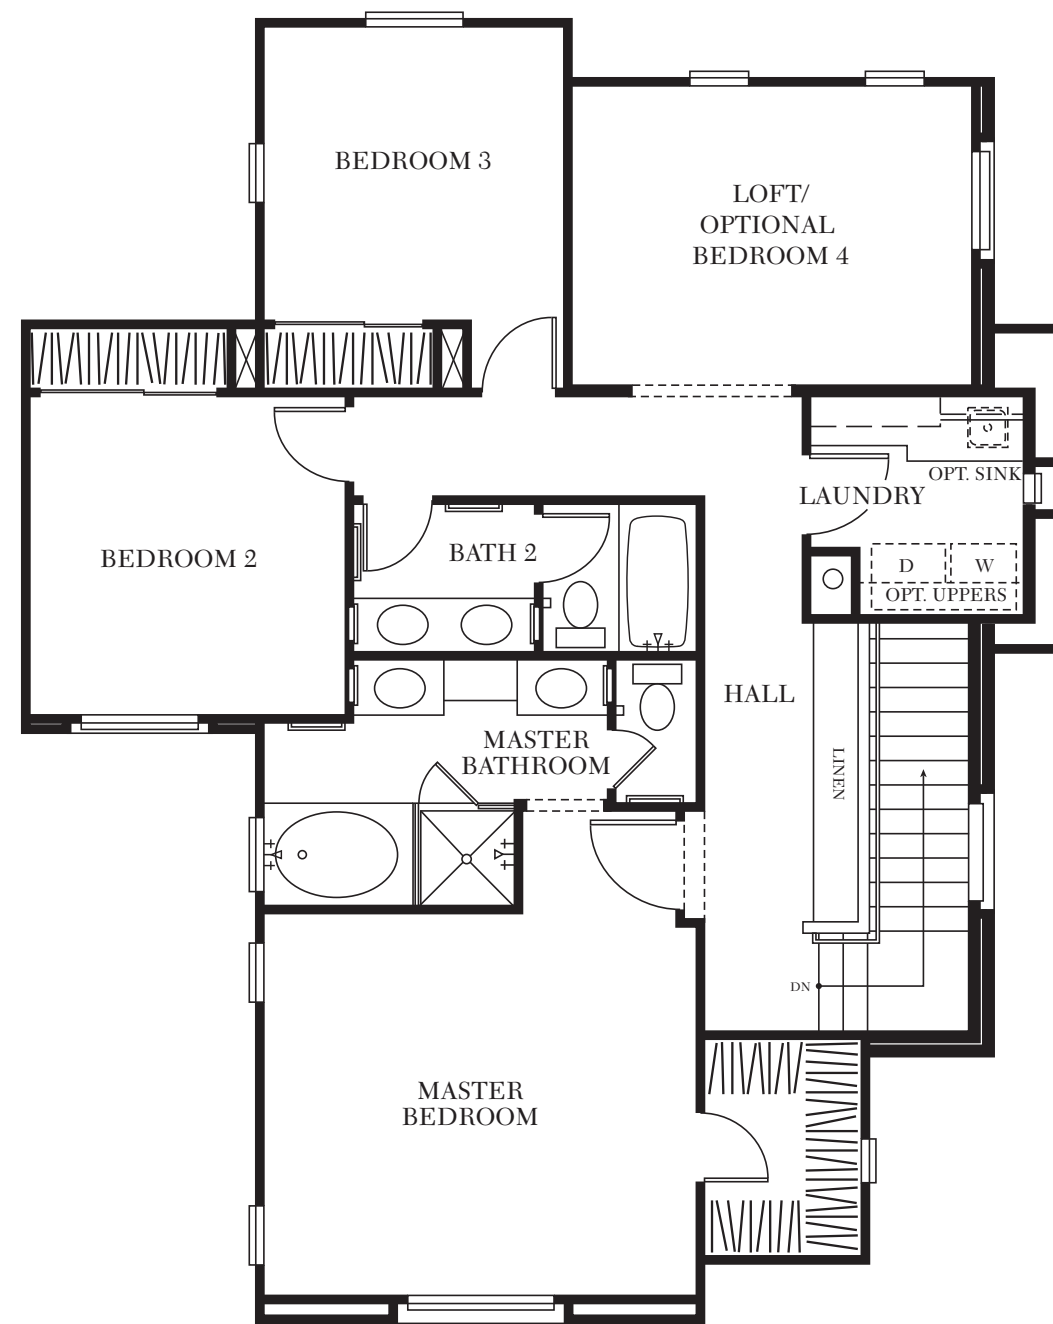 BEDROOM 3
LOFT/
OPTIONAL
BEDROOM 4
OPT. SINK
LAUNDRY
BEDROOM 2
BATH 2
D
W
OPT. UPPERS
HALL
MASTER
BATHROOM
LINEN
DN
MASTER
BEDROOM